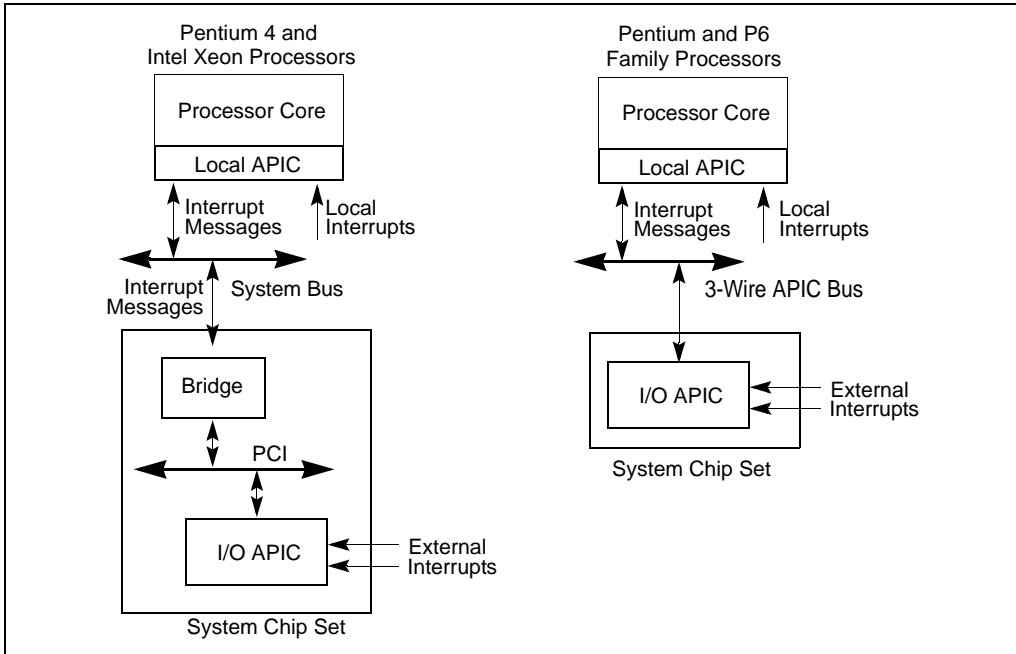 Pentium 4 and
Intel Xeon Processors
Processor Core
Local APIC
Interrupt
Messages
Local
Interrupts
Interrupt
Messages
System Bus
Bridge
PCI
I/O APIC
External
Interrupts
System Chip Set
Pentium and P6
Family Processors
Processor Core
Local APIC
Interrupt
Messages
Local
Interrupts
3-Wire APIC Bus
I/O APIC
External
Interrupts
System Chip Set